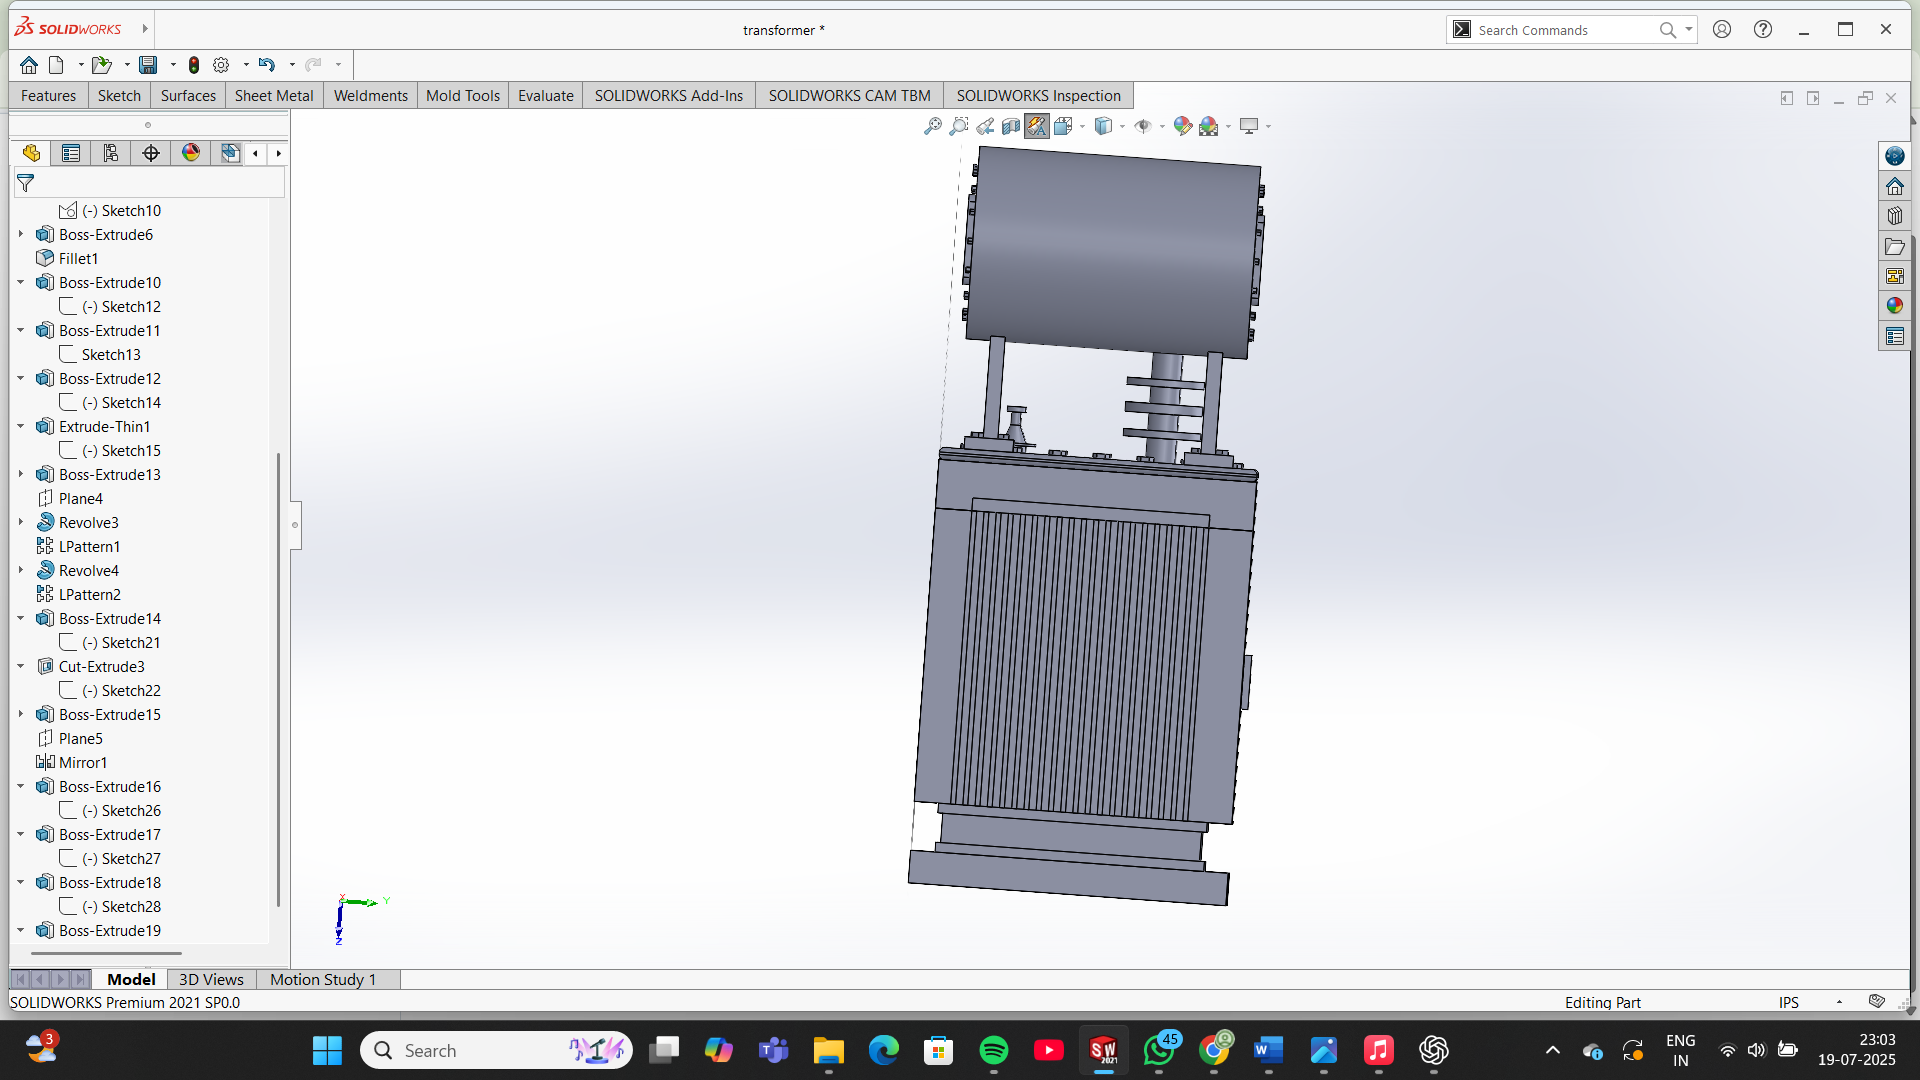 SOLIDWORKS
transformer *
Search Commands
Features Sketch Surfaces Sheet Metal Weldments Mold Tools Evaluate SOLIDWORKS Add-Ins SOLIDWORKS CAM TBM SOLIDWORKS Inspection
(-) Sketch10
Boss-Extrude6
Fillet1
Boss-Extrude10
(-) Sketch12
Boss-Extrude11
Sketch13
Boss-Extrude12
(-) Sketch14
Extrude-Thin1
(-) Sketch15
Boss-Extrude13
Plane4
Revolve3
LPattern1
Revolve4
LPattern2
Boss-Extrude14
(-) Sketch21
Cut-Extrude3
(-) Sketch22
Boss-Extrude15
Plane5
Mirror1
Boss-Extrude16
(-) Sketch26
Boss-Extrude17
(-) Sketch27
Boss-Extrude18
(-) Sketch28
Boss-Extrude19
X
Y
Z
Model 3D Views Motion Study 1
SOLIDWORKS Premium 2021 SP0.0 Editing Part IPS
3
Search
SW
2021
45
W
ENG
IN
23:03
19-07-2025